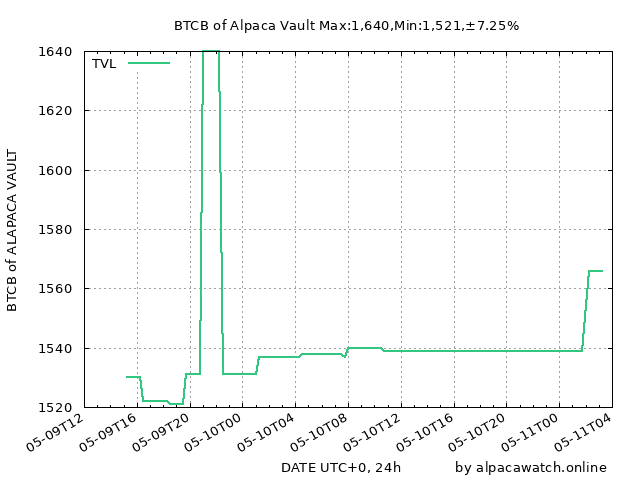 BTCB of Alpaca Vault Max:1,640,Min:1,521,±7.25%
TVL
BTCB of ALAPACA VAULT
1640
1620
1600
1580
1560
1540
1520
05-09T12
05-09T16
05-09T20
05-10T00
05-10T04
05-10T08
05-10T12
05-10T16
05-10T20
05-11T00
05-11T04
DATE UTC+0, 24h
by alpacawatch.online